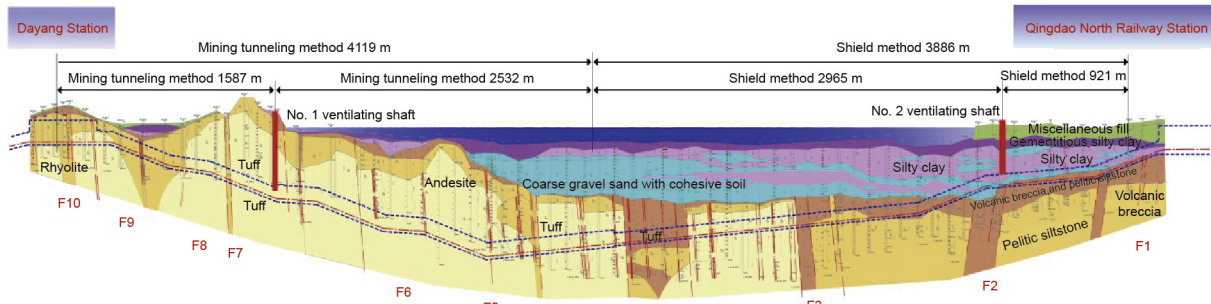 Dayang Station
Qingdao North Railway Station
Mining tunneling method 4119 m
Shield method 3886 m
Mining tunneling method 1587 m
Mining tunneling method 2532 m
Shield method 2965 m
Shield method 921 m
No. 1 ventilating shaft
No. 2 ventilating shaft
Miscellaneous fill
Gementitious silty clay
Silty clay
Silty clay
Tuff
Rhyolite
Andesite
Coarse gravel sand with cohesive soil
Volcanic breccia and pelitic siltstone
Volcanic
breccia
Tuff
Tuff
Tuff
Pelitic siltstone
F10
F9
F8
F7
F6
F5
F3
F2
F1